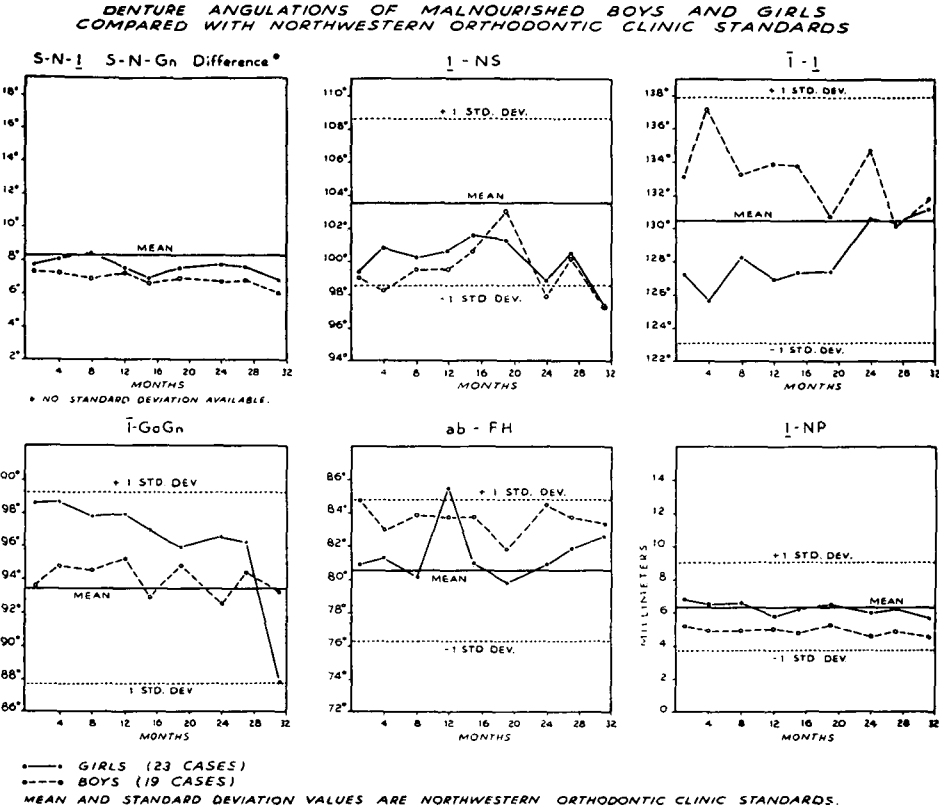 DENTURE ANGULATIONS OF MALNOURISHED BOYS AND GIRLS
COMPARED WITH NORTHWESTERN ORTHODONTIC CLINIC STANDARDS
S-N-1 S-N-Gn Difference*
18°
16°
14°
12°
10°
8°
6°
4°
2°
MEAN
4 8 12 16 20 24 28 32
MONTHS
* NO STANDARD DEVIATION AVAILABLE.
1 - NS
110°
108°
106°
104°
102°
100°
98°
96°
94°
+ 1 STD. DEV.
MEAN
- 1 STD. DEV.
4 8 12 16 20 24 28 32
MONTHS
1 - 1
138°
136°
134°
132°
130°
128°
126°
124°
122°
+ 1 STD. DEV.
MEAN
- 1 STD. DEV.
4 8 12 16 20 24 28 32
MONTHS
1-GoGn
00°
98°
96°
94°
92°
90°
88°
86°
+ 1 STD. DEV
MEAN
1 STD. DEV
4 8 12 16 20 24 28 32
MONTHS
ab - FH
86°
84°
82°
80°
78°
76°
74°
72°
+ 1 STD. DEV.
MEAN
- 1 STD DEV.
4 8 12 16 20 24 28 32
MONTHS
1-NP
MILLIMETERS
14
12
10
8
6
4
2
0
+ 1 STD. DEV.
MEAN
- 1 STD DEV.
4 8 12 16 20 24 28 32
MONTHS
GIRLS (23 CASES)
BOYS (19 CASES)
MEAN AND STANDARD DEVIATION VALUES ARE NORTHWESTERN ORTHODONTIC CLINIC STANDARDS.